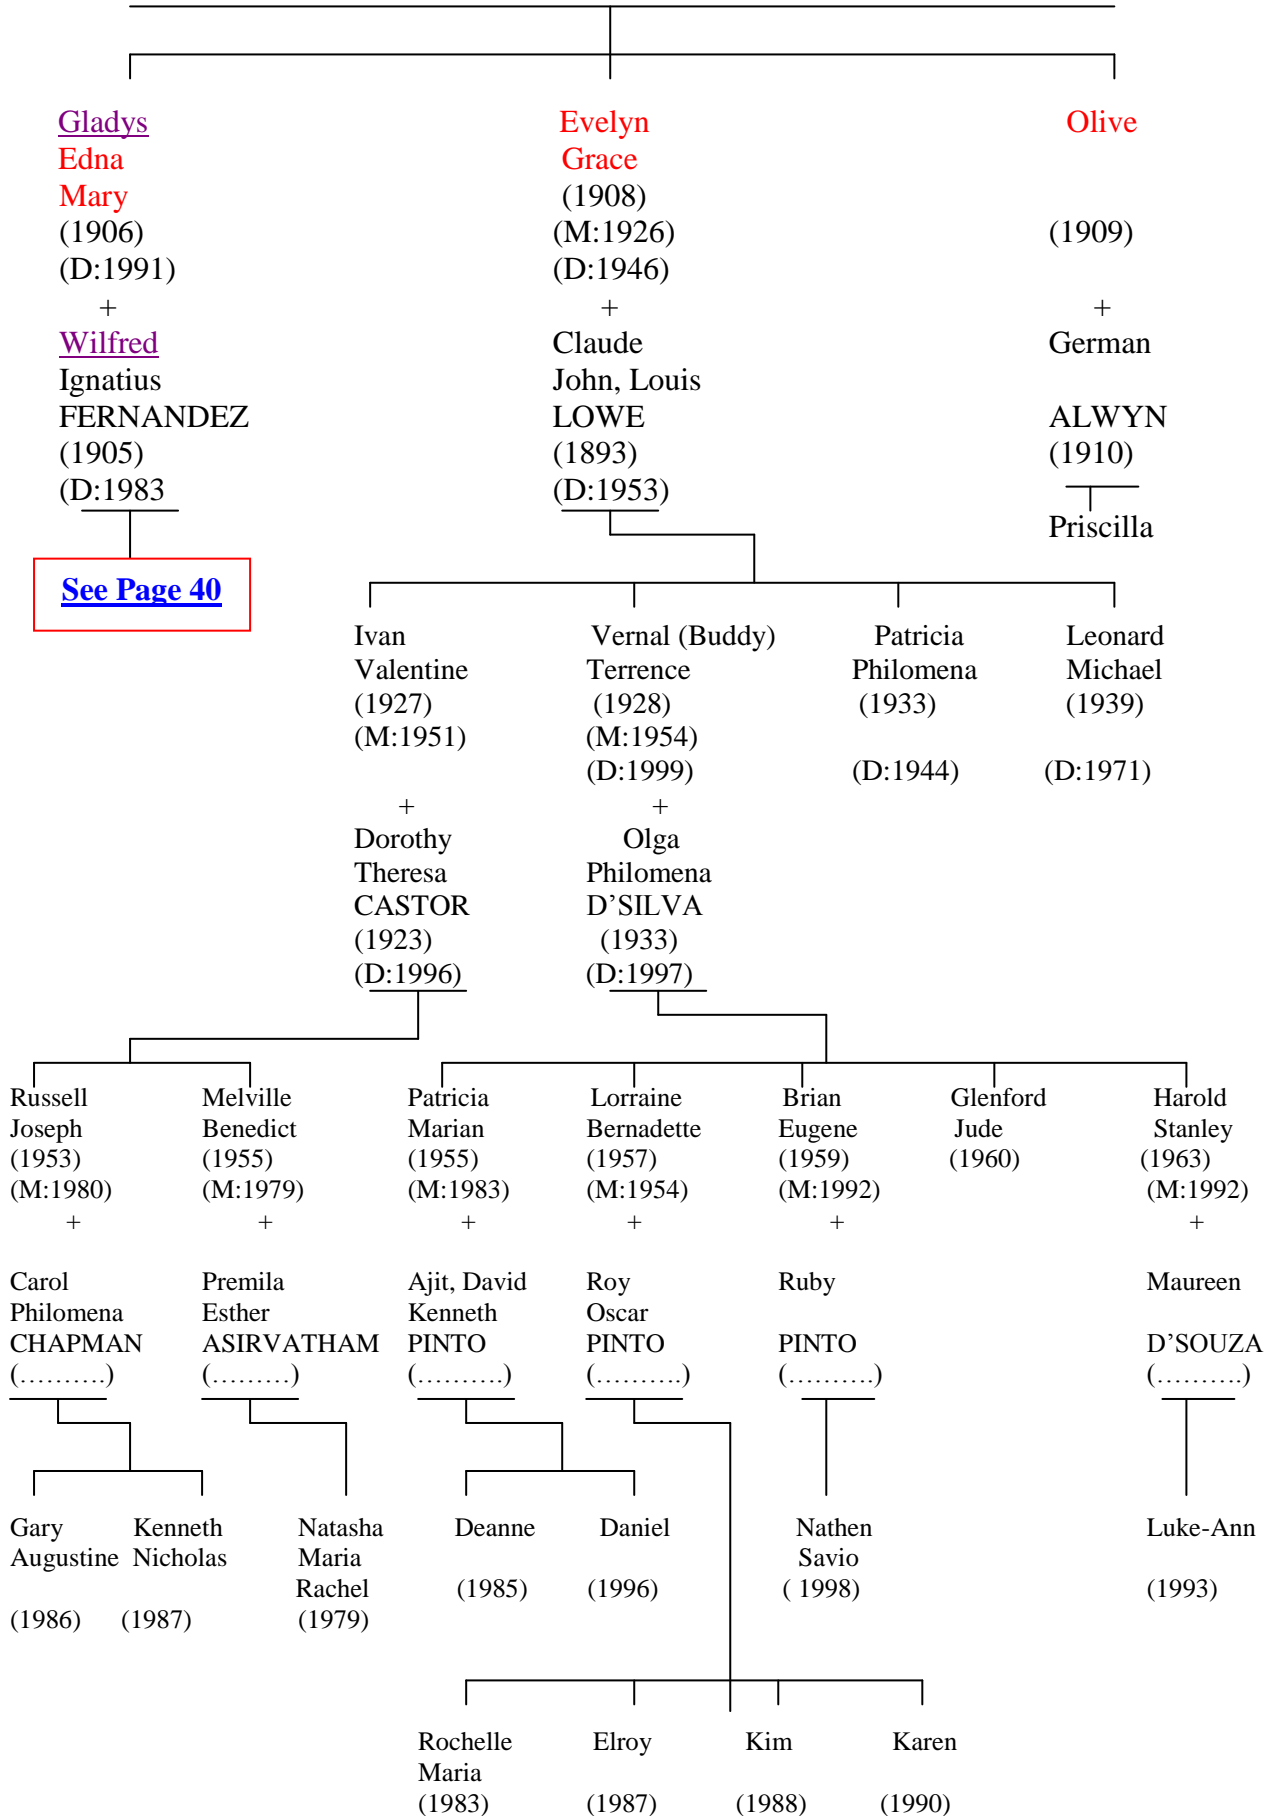 Gladys
Edna
Mary
(1906)
(D:1991)
+
Wilfred
Ignatius
FERNANDEZ
(1905)
(D:1983
See Page 40
Evelyn
Grace
(1908)
(M:1926)
(D:1946)
+
Claude
John, Louis
LOWE
(1893)
(D:1953)
Olive
(1909)
+
German
ALWYN
(1910)
Priscilla
Ivan
Valentine
(1927)
(M:1951)
+
Dorothy
Theresa
CASTOR
(1923)
(D:1996)
Vernal (Buddy)
Terrence
(1928)
(M:1954)
(D:1999)
+
Olga
Philomena
D’SILVA
(1933)
(D:1997)
Patricia
Philomena
(1933)
(D:1944)
Leonard
Michael
(1939)
(D:1971)
Russell
Joseph
(1953)
(M:1980)
+
Carol
Philomena
CHAPMAN
(……….)
Melville
Benedict
(1955)
(M:1979)
+
Premila
Esther
ASIRVATHAM
(………)
Patricia
Marian
(1955)
(M:1983)
+
Ajit, David
Kenneth
PINTO
(……….)
Lorraine
Bernadette
(1957)
(M:1954)
+
Roy
Oscar
PINTO
(……….)
Brian
Eugene
(1959)
(M:1992)
+
Ruby
PINTO
(……….)
Glenford
Jude
(1960)
Harold
Stanley
(1963)
(M:1992)
+
Maureen
D’SOUZA
(……….)
Gary
Augustine
(1986)
Kenneth
Nicholas
(1987)
Natasha
Maria
Rachel
(1979)
Deanne
(1985)
Daniel
(1996)
Nathen
Savio
( 1998)
Luke-Ann
(1993)
Rochelle
Maria
(1983)
Elroy
(1987)
Kim
(1988)
Karen
(1990)